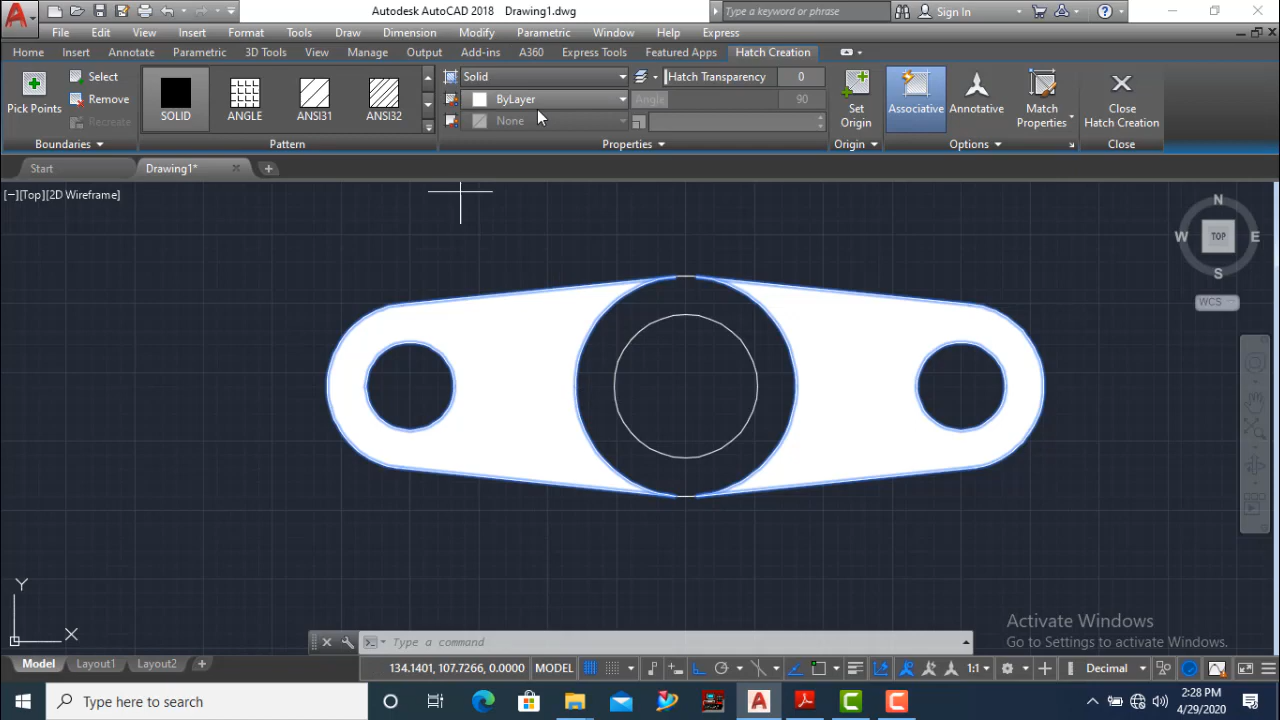 Autodesk AutoCAD 2018 Drawing1.dwg
Type a keyword or phrase
Sign In
File Edit View Insert Format Tools Draw Dimension Modify Parametric Window Help Express
Home Insert Annotate Parametric 3D Tools View Manage Output Add-ins A360 Express Tools Featured Apps Hatch Creation
Pick Points
Select
Remove
Recreate
Boundaries
SOLID
ANGLE
ANSI31
ANSI32
Pattern
Solid
ByLayer
None
Hatch Transparency 0
Angle 90
Properties
Set
Origin
Origin
Associative
Annotative
Match
Properties
Options
Close
Hatch Creation
Close
Start
Drawing1*
[−][Top][2D Wireframe]
N
W
TOP
E
S
WCS
Y
X
Activate Windows
Go to Settings to activate Windows.
Type a command
Model Layout1 Layout2
134.1401, 107.7266, 0.0000 MODEL
1:1
Decimal
Type here to search
2:28 PM
4/29/2020